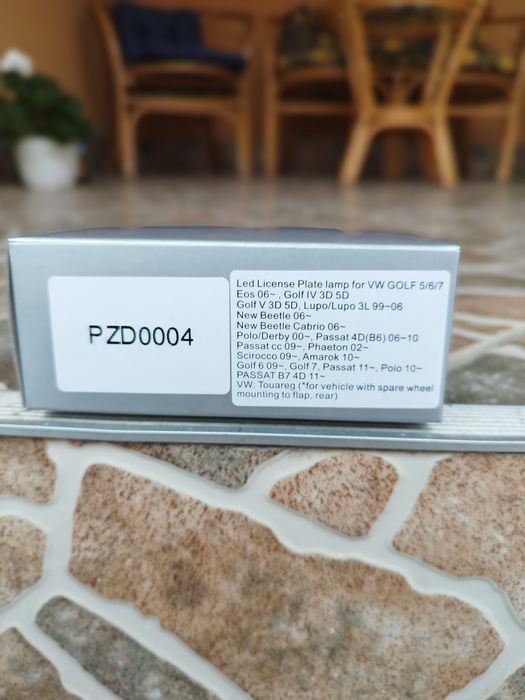 PZD0004
Led License Plate lamp for VW GOLF 5/6/7
Eos 06~ , Golf IV 3D 5D
Golf V 3D 5D, Lupo/Lupo 3L 99~06
New Beetle 06~
New Beetle Cabrio 06~
Polo/Derby 00~, Passat 4D(B6) 06~10
Passat cc 09~, Phaeton 02~
Scirocco 09~, Amarok 10~
Golf 6 09~, Golf 7, Passat 11~, Polo 10~
PASSAT B7 4D 11~
VW: Touareg (*for vehicle with spare wheel
mounting to flap, rear)